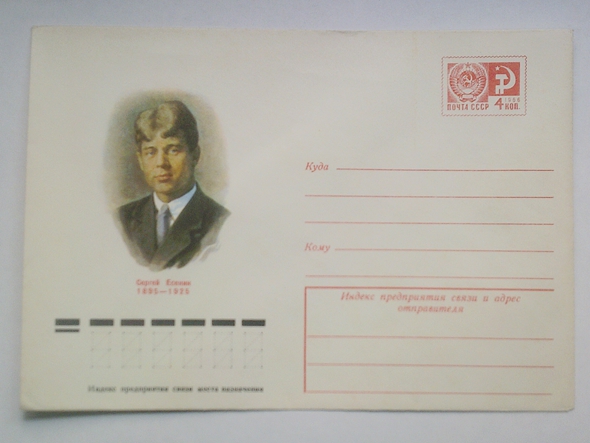 ПОЧТА СССР
1966
4 КОП.
Куда
Кому
Сергей Есенин
1895—1925
Индекс предприятия связи и адрес
отправителя
Индекс предприятия связи места назначения